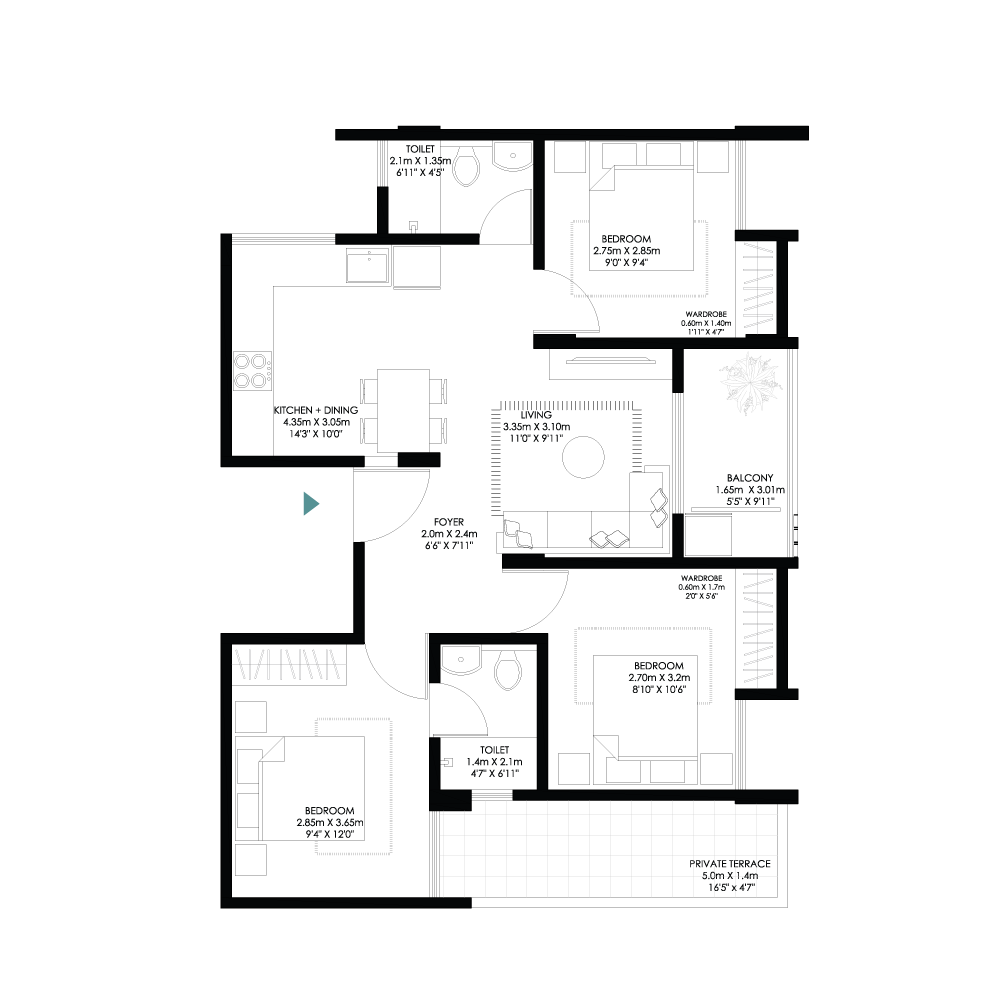 TOILET
2.1m X 1.35m
6'11" X 4'5"
BEDROOM
2.75m X 2.85m
9'0" X 9'4"
WARDROBE
0.60m X 1.40m
1'11" X 4'7"
KITCHEN + DINING
4.35m X 3.05m
14'3" X 10'0"
LIVING
3.35m X 3.10m
11'0" X 9'11"
BALCONY
1.65m X 3.01m
5'5" X 9'11"
FOYER
2.0m X 2.4m
6'6" X 7'11"
WARDROBE
0.60m X 1.7m
2'0" X 5'6"
BEDROOM
2.70m X 3.2m
8'10" X 10'6"
TOILET
1.4m X 2.1m
4'7" X 6'11"
BEDROOM
2.85m X 3.65m
9'4" X 12'0"
PRIVATE TERRACE
5.0m X 1.4m
16'5" x 4'7"